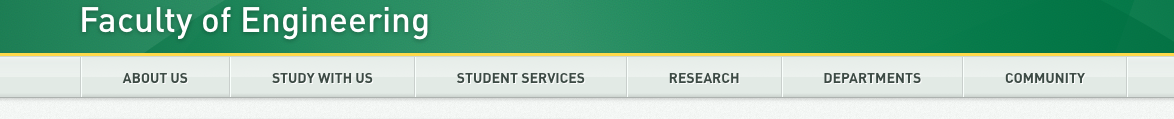 Faculty of Engineering
ABOUT US STUDY WITH US STUDENT SERVICES RESEARCH DEPARTMENTS COMMUNITY